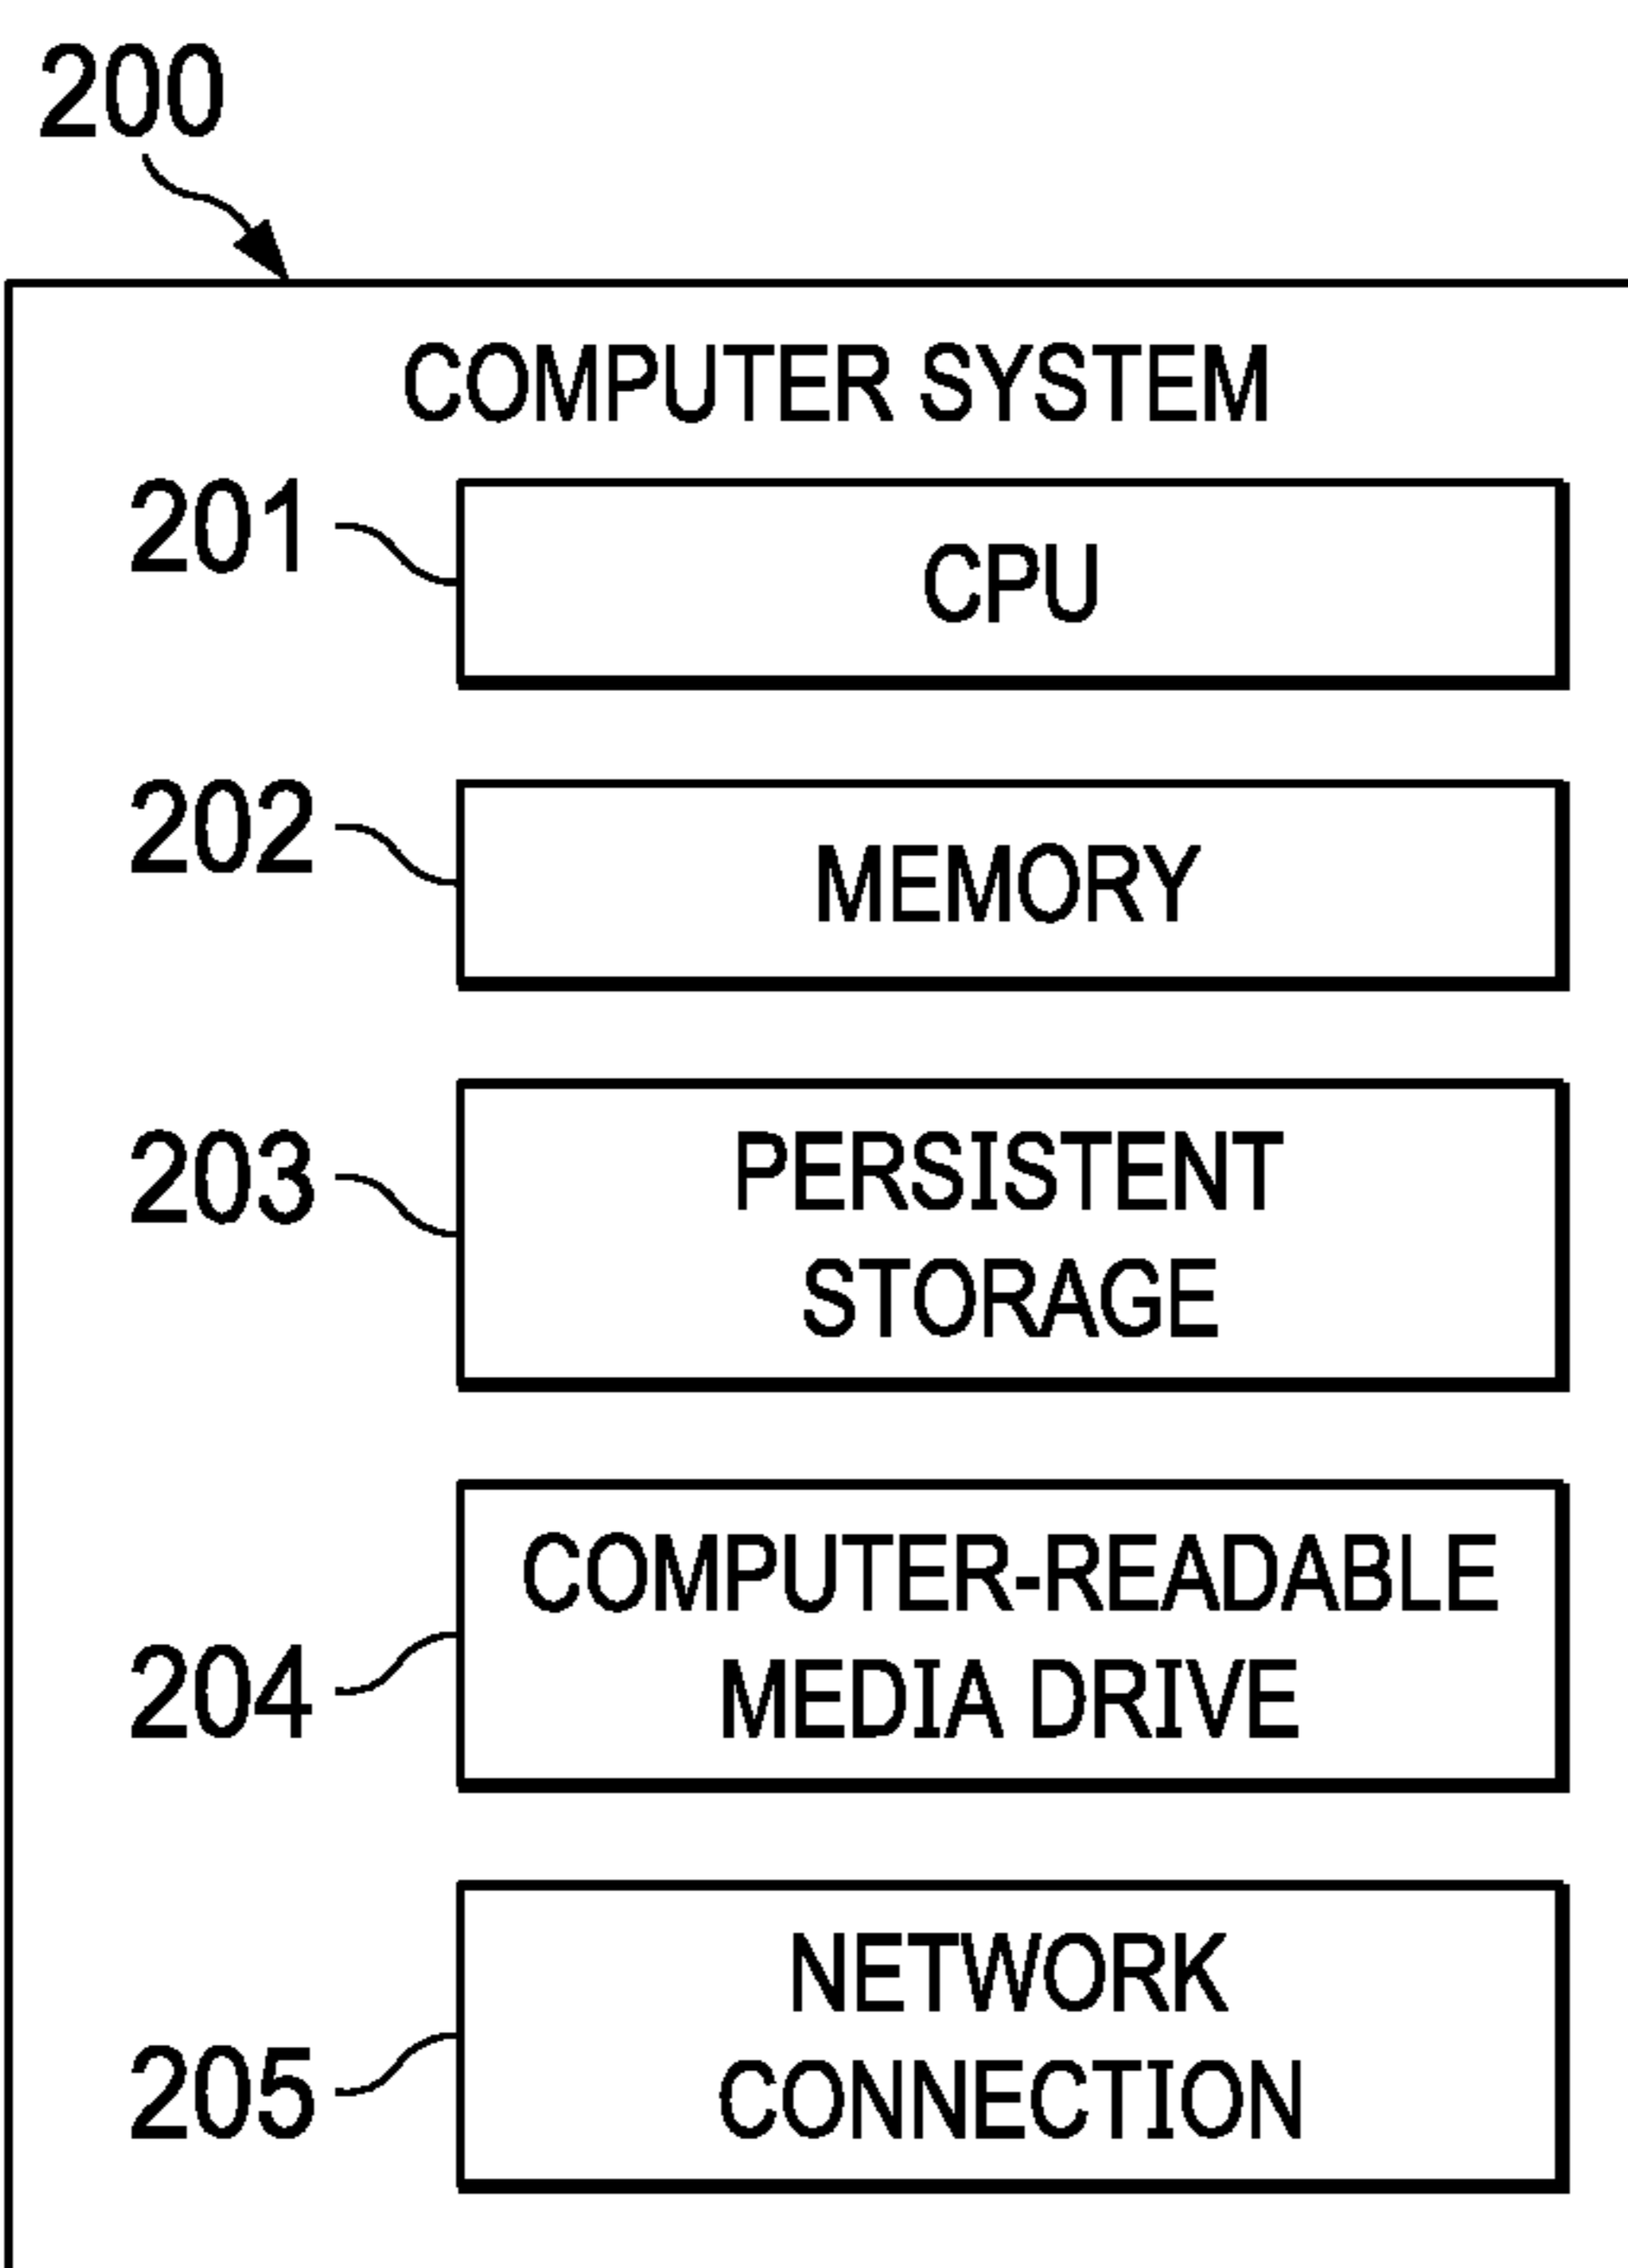 200
COMPUTER SYSTEM
201
CPU
202
MEMORY
203
PERSISTENT
STORAGE
204
COMPUTER-READABLE
MEDIA DRIVE
205
NETWORK
CONNECTION